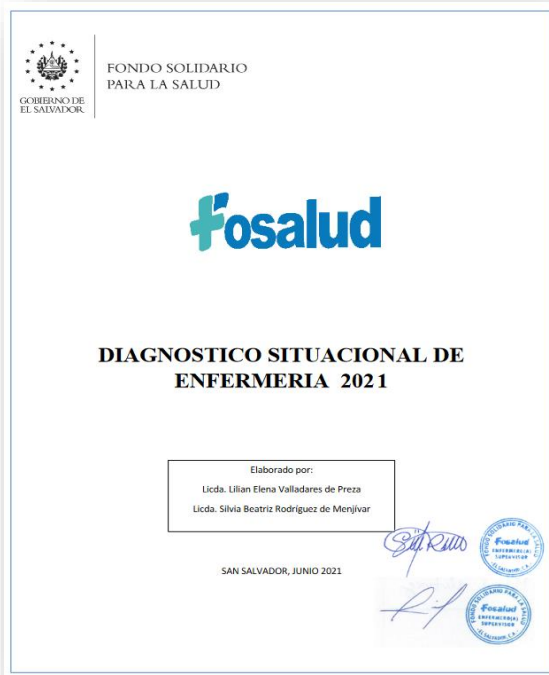 FONDO SOLIDARIO
PARA LA SALUD
GOBIERNO DE
EL SALVADOR
fosalud
DIAGNOSTICO SITUACIONAL DE
ENFERMERIA 2021
Elaborado por:
Licda. Lilian Elena Valladares de Preza
Licda. Silvia Beatriz Rodríguez de Menjívar
FONDO SOLIDARIO PARA LA SALUD
Fosalud
ENFERMERO(A)
SUPERVISOR
EL SALVADOR, C.A.
SAN SALVADOR, JUNIO 2021
FONDO SOLIDARIO PARA LA SALUD
Fosalud
ENFERMERO(A)
SUPERVISOR
EL SALVADOR, C.A.